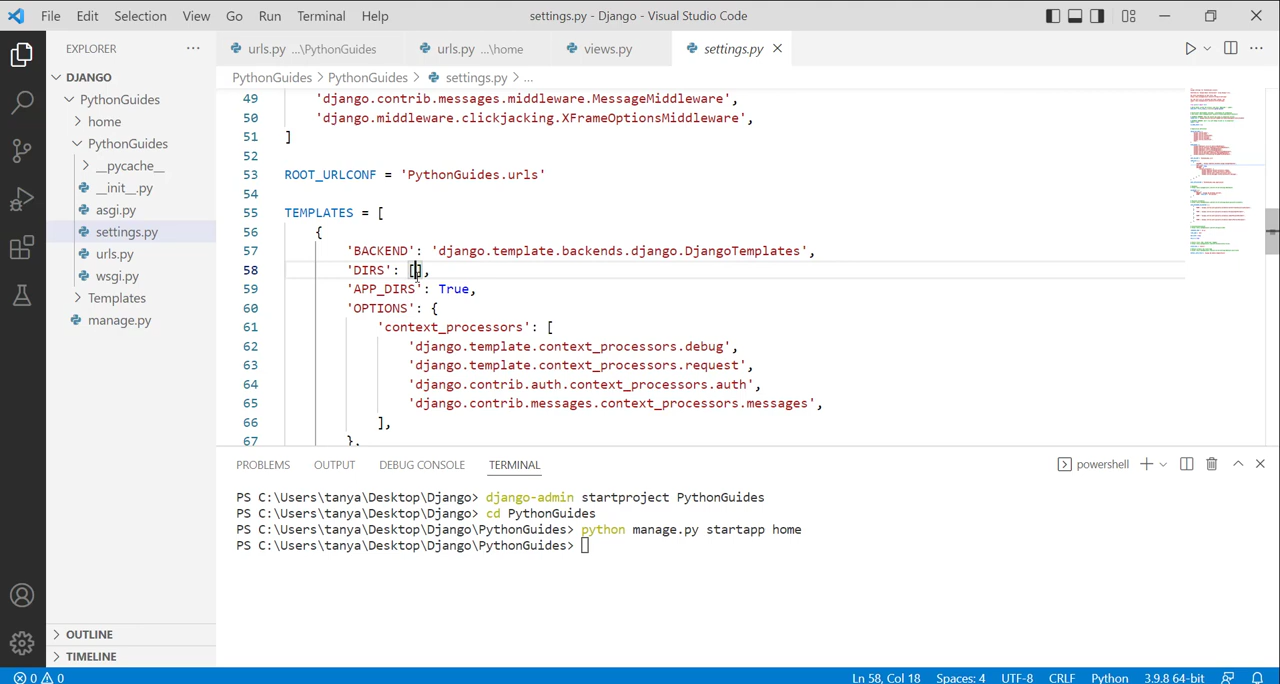 File Edit Selection View Go Run Terminal Help settings.py - Django - Visual Studio Code
EXPLORER
DJANGO
PythonGuides
home
PythonGuides
__pycache__
__init__.py
asgi.py
settings.py
urls.py
wsgi.py
Templates
manage.py
OUTLINE
TIMELINE
urls.py ...\PythonGuides urls.py ...\home views.py settings.py
PythonGuides > PythonGuides > settings.py > ...
49 'django.contrib.messages.middleware.MessageMiddleware',
50 'django.middleware.clickjacking.XFrameOptionsMiddleware',
51 ]
52
53 ROOT_URLCONF = 'PythonGuides.urls'
54
55 TEMPLATES = [
56 {
57 'BACKEND': 'django.template.backends.django.DjangoTemplates',
58 'DIRS': [],
59 'APP_DIRS': True,
60 'OPTIONS': {
61 'context_processors': [
62 'django.template.context_processors.debug',
63 'django.template.context_processors.request',
64 'django.contrib.auth.context_processors.auth',
65 'django.contrib.messages.context_processors.messages',
66 ],
67 },
PROBLEMS OUTPUT DEBUG CONSOLE TERMINAL powershell
PS C:\Users\tanya\Desktop\Django> django-admin startproject PythonGuides
PS C:\Users\tanya\Desktop\Django> cd PythonGuides
PS C:\Users\tanya\Desktop\Django\PythonGuides> python manage.py startapp home
PS C:\Users\tanya\Desktop\Django\PythonGuides>
0 0 Ln 58, Col 18 Spaces: 4 UTF-8 CRLF Python 3.9.8 64-bit